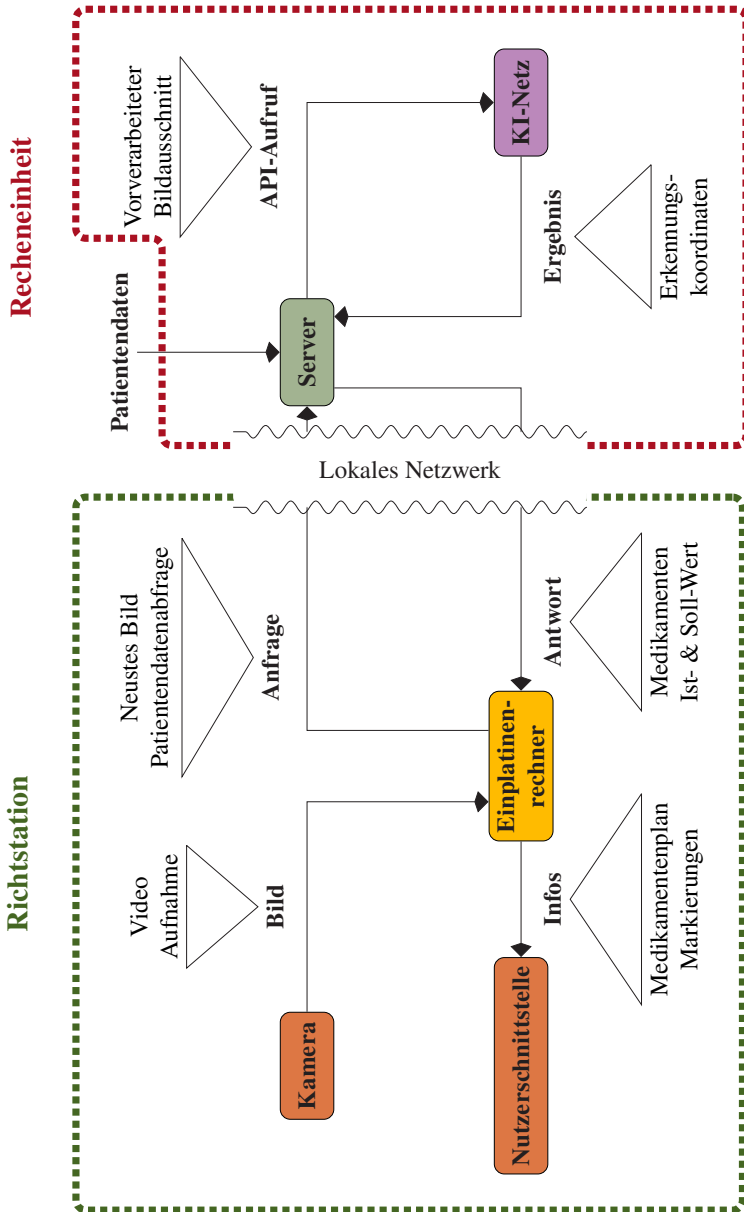 Richtstation
Recheneinheit
Video
Aufnahme
Bild
Neustes Bild
Patientendatenabfrage
Anfrage
Patientendaten
Vorverarbeiteter
Bildausschnitt
API-Aufruf
Kamera
Lokales Netzwerk
Server
Nutzerschnittstelle
Einplatinen-
rechner
KI-Netz
Infos
Medikamentenplan
Markierungen
Antwort
Medikamenten
Ist- & Soll-Wert
Ergebnis
Erkennungs-
koordinaten